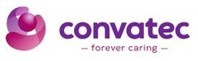 convatec
– forever caring –